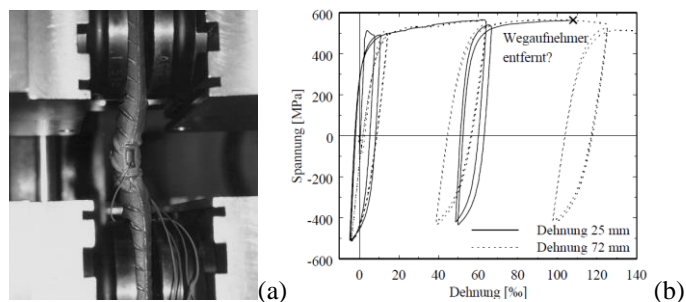 600
400
200
0
-200
-400
-600
Spannung [MPa]
Wegaufnehmer
entfernt?
Dehnung 25 mm
Dehnung 72 mm
0 20 40 60 80 100 120 140
Dehnung [‰]
(a)
(b)